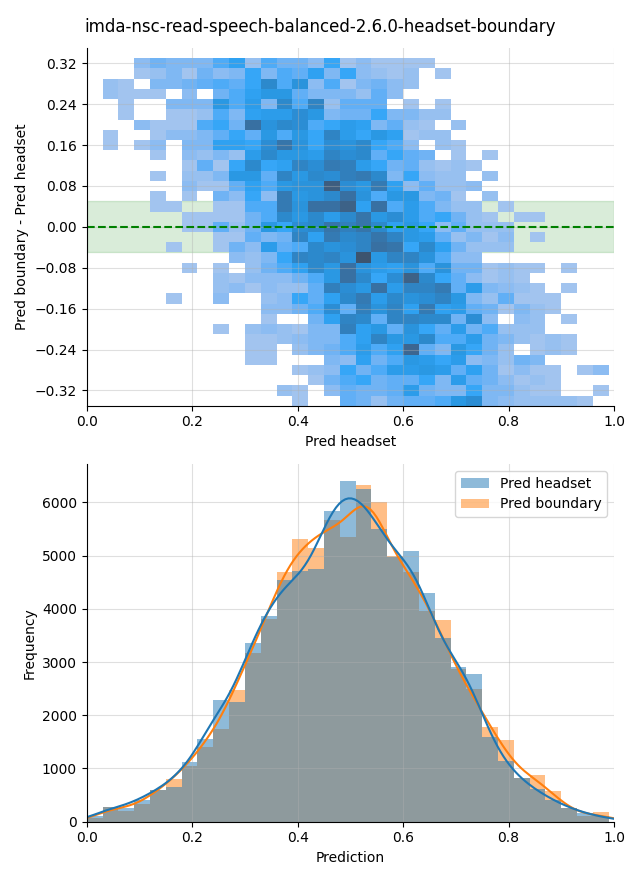 imda-nsc-read-speech-balanced-2.6.0-headset-boundary
Pred boundary - Pred headset
0.32
0.24
0.16
0.08
0.00
−0.08
−0.16
−0.24
−0.32
0.0 0.2 0.4 0.6 0.8 1.0
Pred headset
Pred headset
Pred boundary
Frequency
6000
5000
4000
3000
2000
1000
0
0.0 0.2 0.4 0.6 0.8 1.0
Prediction